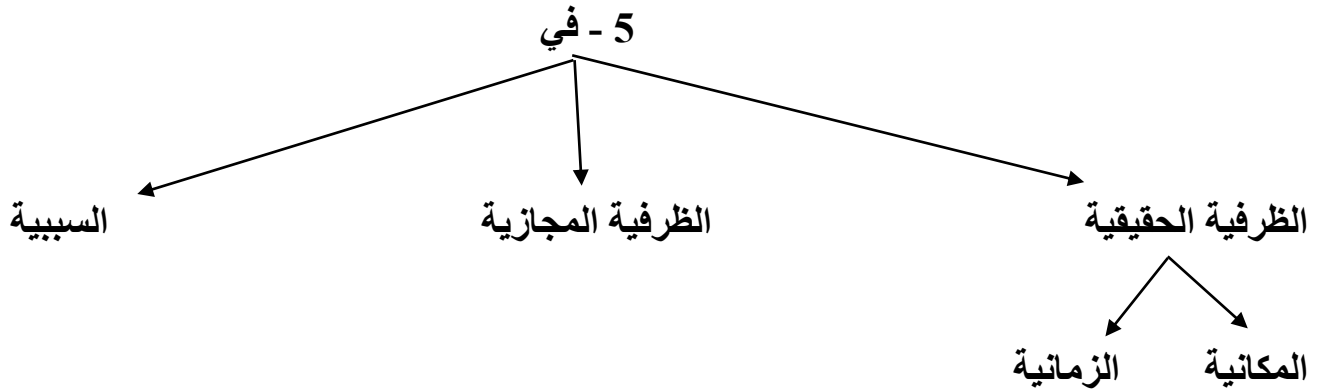 5 - في
الظرفية الحقيقية الظرفية المجازية السببية
المكانية الزمانية